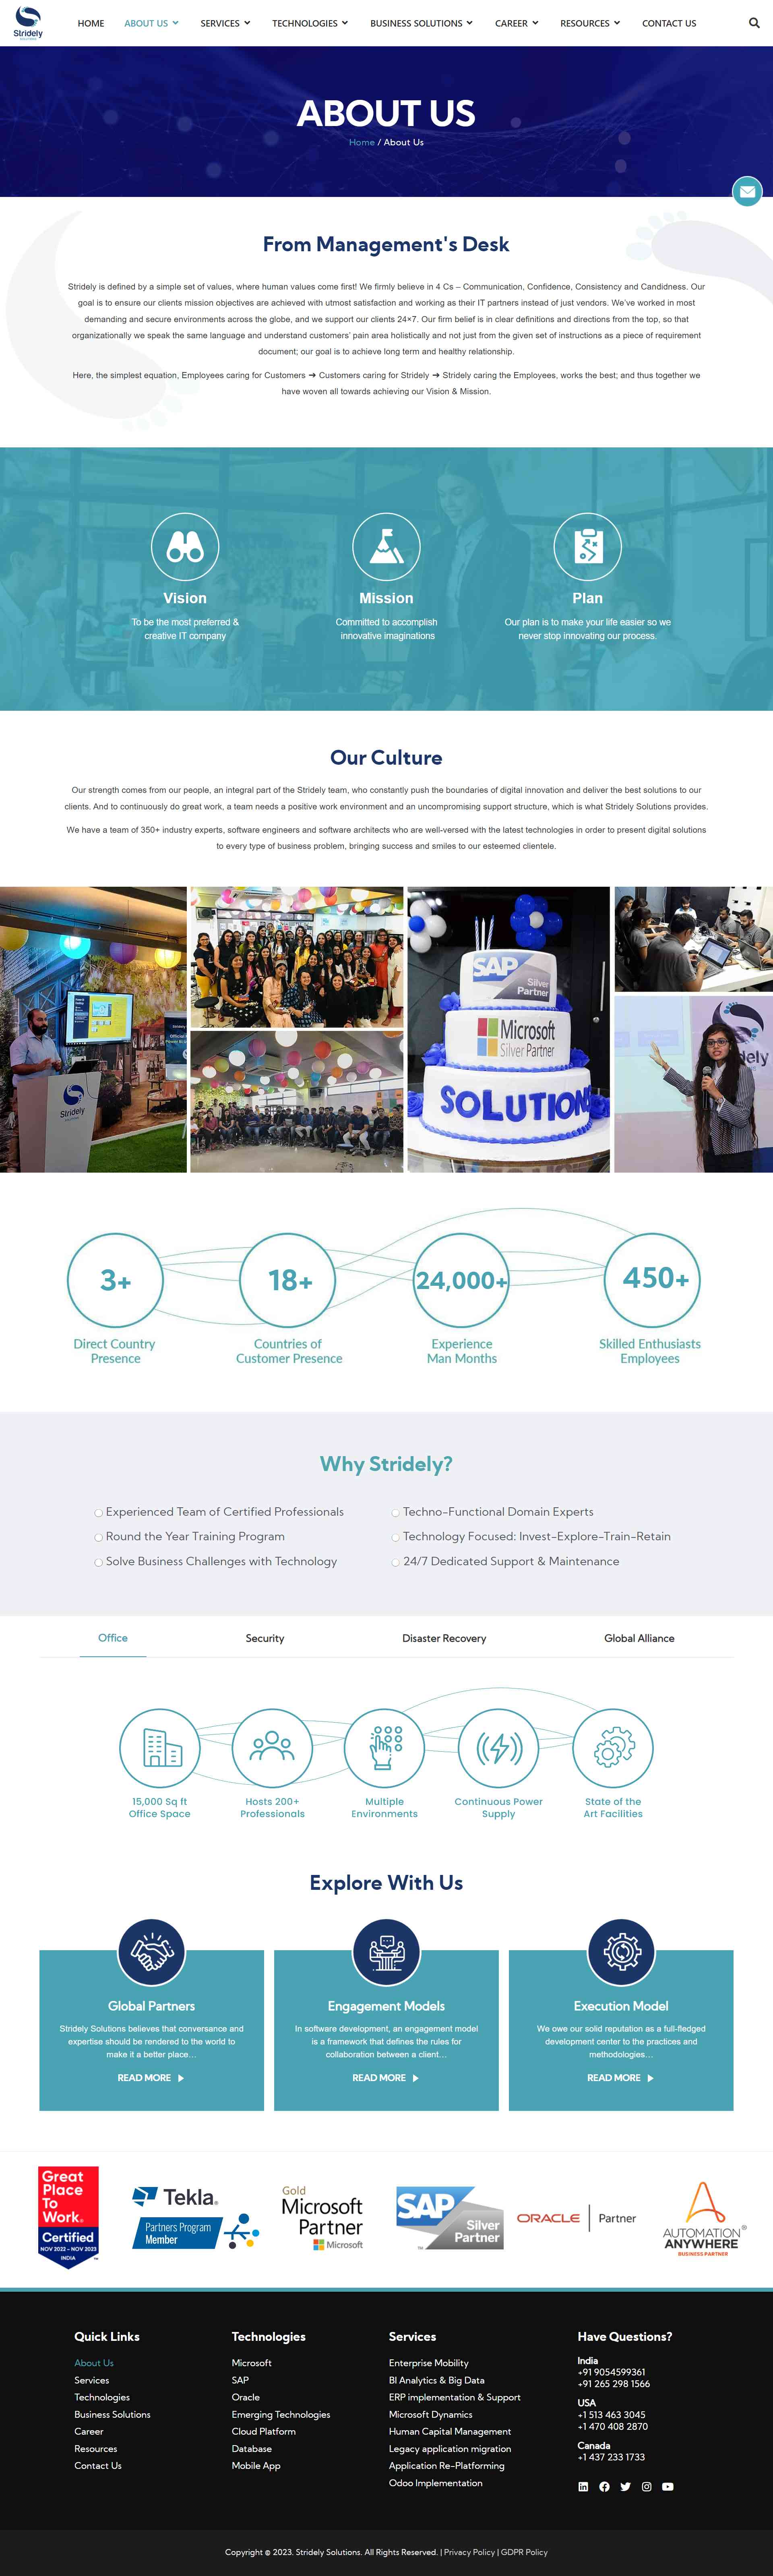 Stridely
SOLUTIONS
HOME
ABOUT US
SERVICES
TECHNOLOGIES
BUSINESS SOLUTIONS
CAREER
RESOURCES
CONTACT US
ABOUT US
Home / About Us
From Management's Desk
Stridely is defined by a simple set of values, where human values come first! We firmly believe in 4 Cs – Communication, Confidence, Consistency and Candidness. Our
goal is to ensure our clients mission objectives are achieved with utmost satisfaction and working as their IT partners instead of just vendors. We've worked in most
demanding and secure environments across the globe, and we support our clients 24×7. Our firm belief is in clear definitions and directions from the top, so that
organizationally we speak the same language and understand customers' pain area holistically and not just from the given set of instructions as a piece of requirement
document; our goal is to achieve long term and healthy relationship.
Here, the simplest equation, Employees caring for Customers ➔ Customers caring for Stridely ➔ Stridely caring the Employees, works the best; and thus together we
have woven all towards achieving our Vision & Mission.
Vision
To be the most preferred &
creative IT company
Mission
Committed to accomplish
innovative imaginations
Plan
Our plan is to make your life easier so we
never stop innovating our process.
Our Culture
Our strength comes from our people, an integral part of the Stridely team, who constantly push the boundaries of digital innovation and deliver the best solutions to our
clients. And to continuously do great work, a team needs a positive work environment and an uncompromising support structure, which is what Stridely Solutions provides.
We have a team of 350+ industry experts, software engineers and software architects who are well-versed with the latest technologies in order to present digital solutions
to every type of business problem, bringing success and smiles to our esteemed clientele.
Stridely
SAP
Silver
Partner
Microsoft
Silver Partner
SOLUTION
dely
3+
Direct Country
Presence
18+
Countries of
Customer Presence
24,000+
Experience
Man Months
450+
Skilled Enthusiasts
Employees
Why Stridely?
Experienced Team of Certified Professionals
Techno-Functional Domain Experts
Round the Year Training Program
Technology Focused: Invest-Explore-Train-Retain
Solve Business Challenges with Technology
24/7 Dedicated Support & Maintenance
Office
Security
Disaster Recovery
Global Alliance
15,000 Sq ft
Office Space
Hosts 200+
Professionals
Multiple
Environments
Continuous Power
Supply
State of the
Art Facilities
Explore With Us
Global Partners
Stridely Solutions believes that conversance and
expertise should be rendered to the world to
make it a better place…
READ MORE
Engagement Models
In software development, an engagement model
is a framework that defines the rules for
collaboration between a client…
READ MORE
Execution Model
We owe our solid reputation as a full-fledged
development center to the practices and
methodologies…
READ MORE
Great
Place
To
Work.
Certified
NOV 2022 – NOV 2023
INDIA
™
Tekla®
Partners Program
Member
Gold
Microsoft
Partner
Microsoft
SAP
Silver
Partner
™
ORACLE | Partner
AUTOMATION
ANYWHERE
®
BUSINESS PARTNER
Quick Links
About Us
Services
Technologies
Business Solutions
Career
Resources
Contact Us
Technologies
Microsoft
SAP
Oracle
Emerging Technologies
Cloud Platform
Database
Mobile App
Services
Enterprise Mobility
BI Analytics & Big Data
ERP implementation & Support
Microsoft Dynamics
Human Capital Management
Legacy application migration
Application Re-Platforming
Odoo Implementation
Have Questions?
India
+91 9054599361
+91 265 298 1566
USA
+1 513 463 3045
+1 470 408 2870
Canada
+1 437 233 1733
Copyright © 2023. Stridely Solutions. All Rights Reserved. | Privacy Policy | GDPR Policy